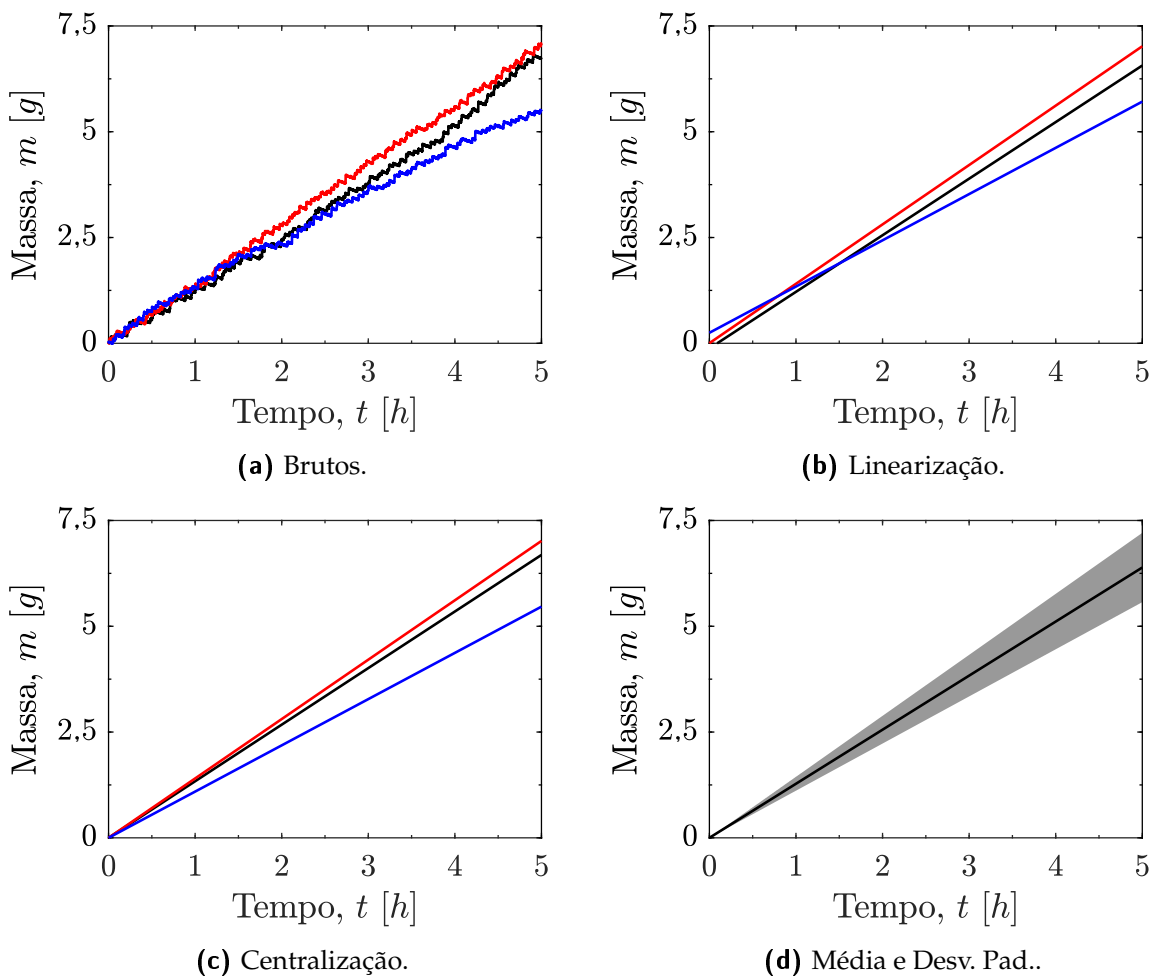 7,5
5
2,5
0
Massa, m [g]
0 1 2 3 4 5
Tempo, t [h]
(a) Brutos.
7,5
5
2,5
0
Massa, m [g]
0 1 2 3 4 5
Tempo, t [h]
(b) Linearização.
7,5
5
2,5
0
Massa, m [g]
0 1 2 3 4 5
Tempo, t [h]
(c) Centralização.
7,5
5
2,5
0
Massa, m [g]
0 1 2 3 4 5
Tempo, t [h]
(d) Média e Desv. Pad..